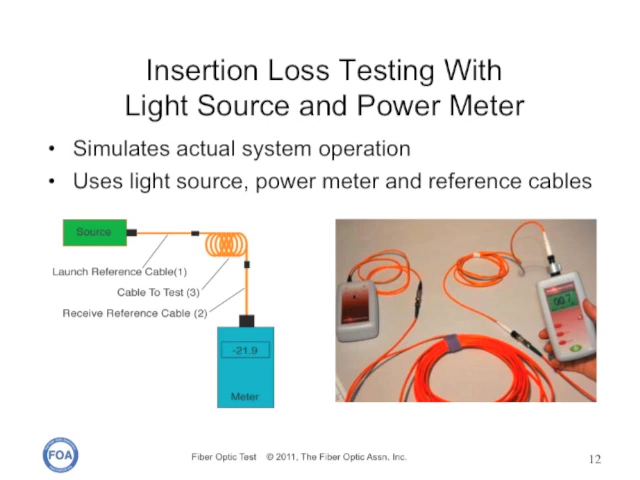 Insertion Loss Testing With
Light Source and Power Meter
• Simulates actual system operation
• Uses light source, power meter and reference cables
Source
Launch Reference Cable(1)
Cable To Test (3)
Receive Reference Cable (2)
-21.9
Meter
FOA
Fiber Optic Test © 2011, The Fiber Optic Assn, Inc.
12